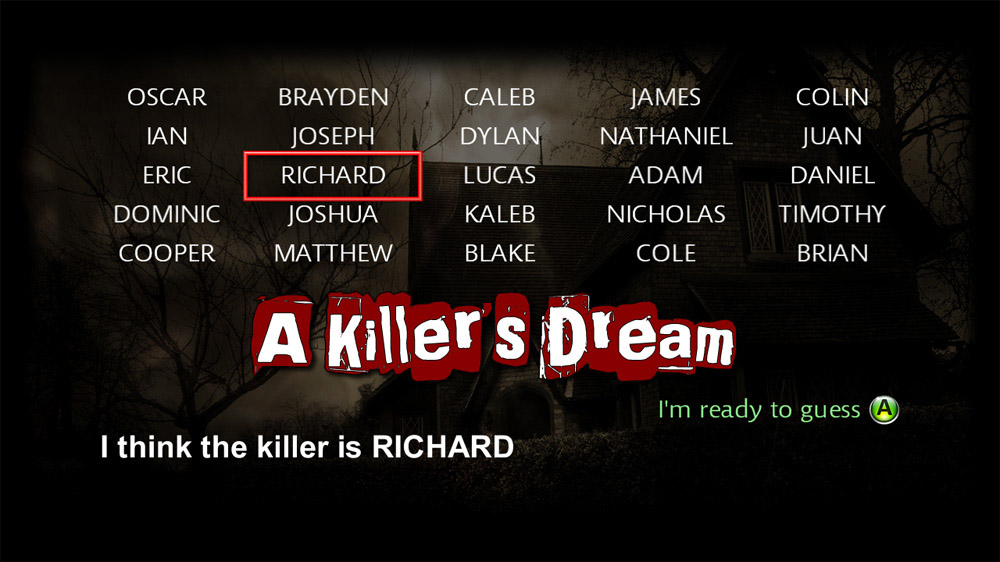 OSCAR BRAYDEN CALEB JAMES COLIN
IAN JOSEPH DYLAN NATHANIEL JUAN
ERIC RICHARD LUCAS ADAM DANIEL
DOMINIC JOSHUA KALEB NICHOLAS TIMOTHY
COOPER MATTHEW BLAKE COLE BRIAN
A Killer's Dream
I'm ready to guess A
I think the killer is RICHARD